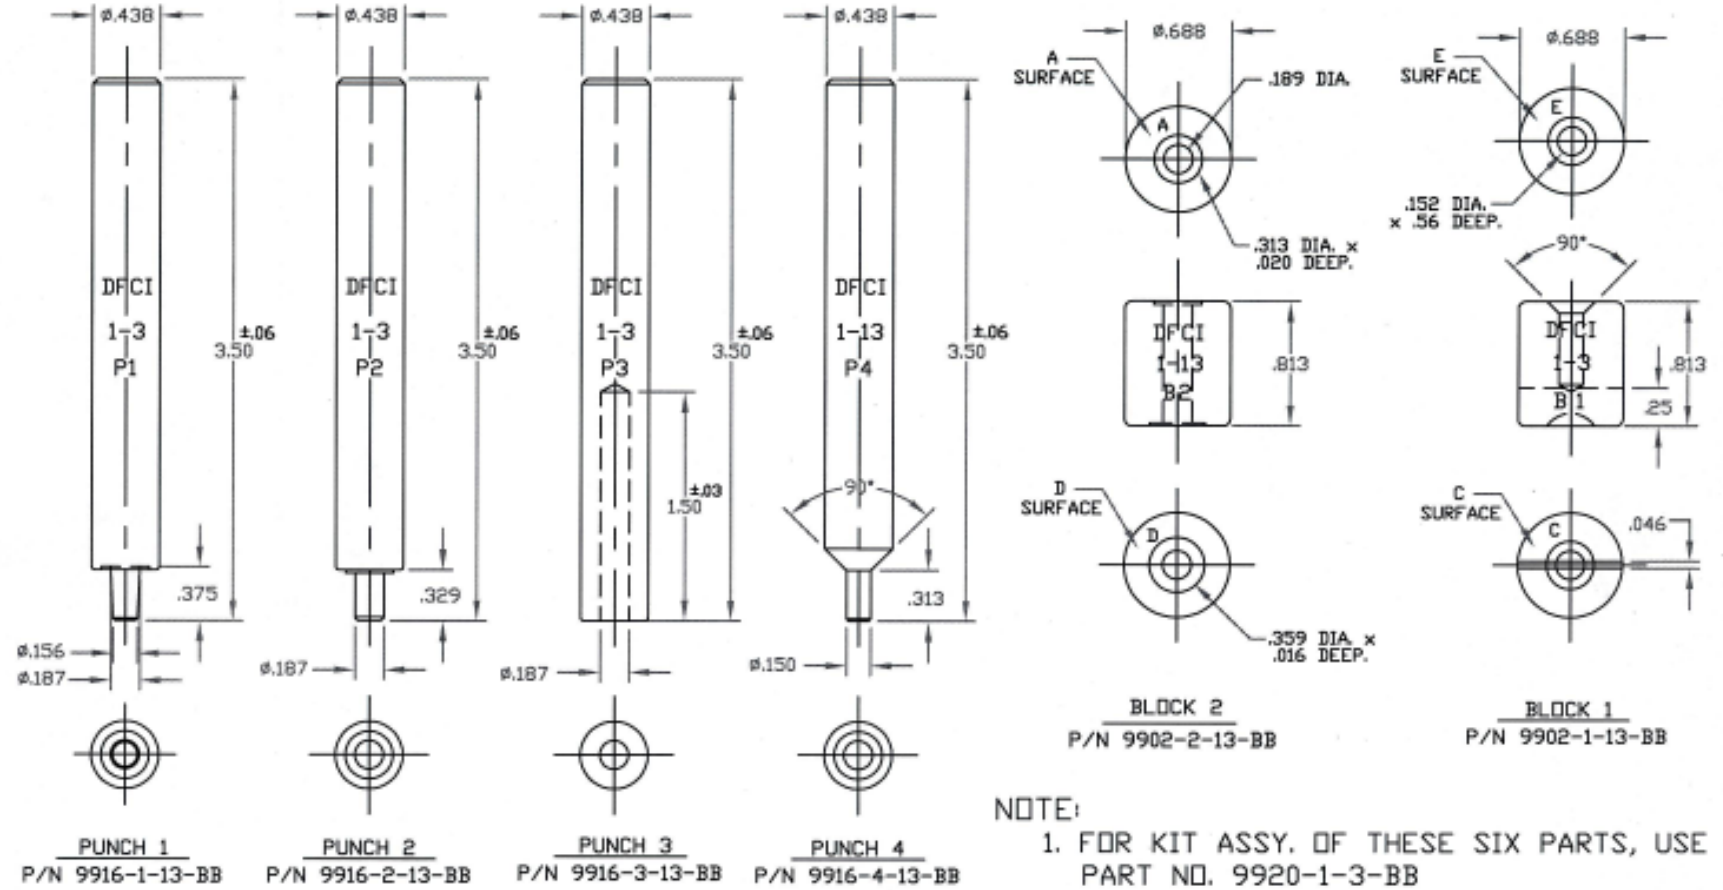 ø.438
DFCI
1-3
P1
±.06
3.50
.375
ø.156
ø.187
PUNCH 1
P/N 9916-1-13-BB
ø.438
DFCI
1-3
P2
±.06
3.50
.329
ø.187
PUNCH 2
P/N 9916-2-13-BB
ø.438
DFCI
1-3
P3
±.06
3.50
±.03
1.50
ø.187
PUNCH 3
P/N 9916-3-13-BB
ø.438
DFCI
1-13
P4
±.06
3.50
90°
.313
ø.150
PUNCH 4
P/N 9916-4-13-BB
ø.688
A
SURFACE
.189 DIA.
A
.313 DIA. x
.020 DEEP.
DFCI
1-13
B2
.813
D
SURFACE
D
.359 DIA. x
.016 DEEP.
BLOCK 2
P/N 9902-2-13-BB
ø.688
E
SURFACE
E
.152 DIA.
x .56 DEEP.
90°
DFCI
1-3
B1
.813
.25
C
SURFACE
C
.046
BLOCK 1
P/N 9902-1-13-BB
NOTE:
1. FOR KIT ASSY. OF THESE SIX PARTS, USE
PART NO. 9920-1-3-BB